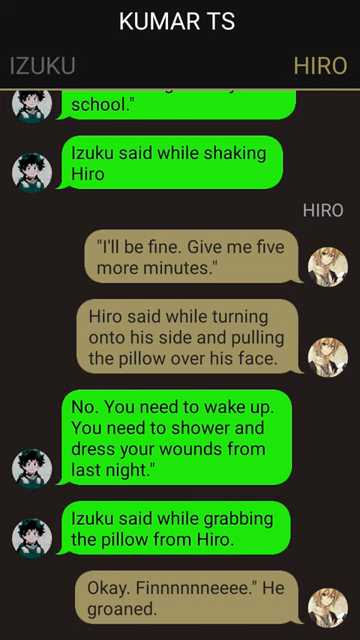 KUMAR TS
IZUKU HIRO
school."
Izuku said while shaking
Hiro
HIRO
"I'll be fine. Give me five
more minutes."
Hiro said while turning
onto his side and pulling
the pillow over his face.
No. You need to wake up.
You need to shower and
dress your wounds from
last night."
Izuku said while grabbing
the pillow from Hiro.
Okay. Finnnnnneeee." He
groaned.